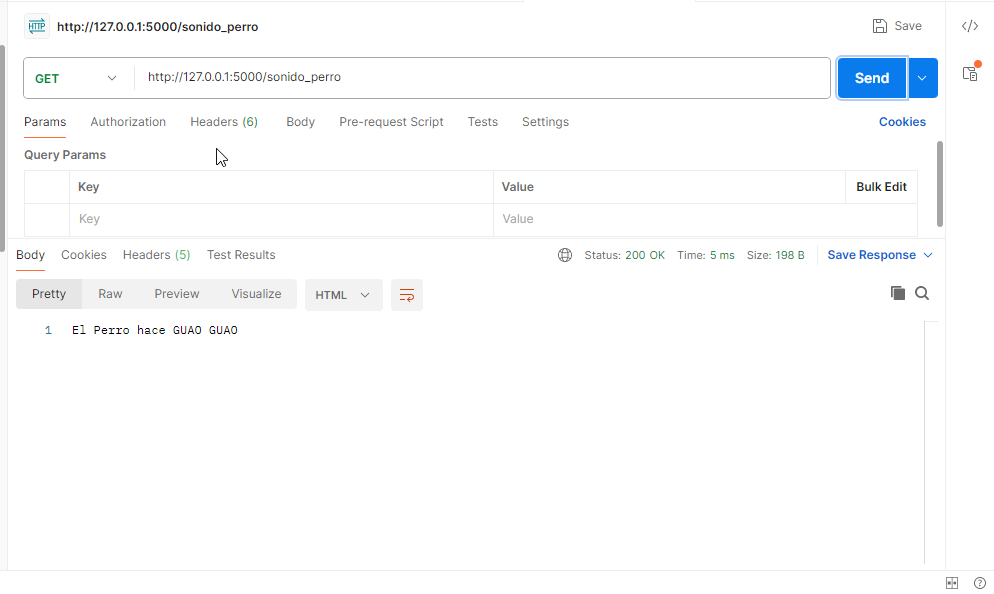 HTTP http://127.0.0.1:5000/sonido_perro Save
GET http://127.0.0.1:5000/sonido_perro Send
Params Authorization Headers (6) Body Pre-request Script Tests Settings Cookies
Query Params
Key Value Bulk Edit
Key Value
Body Cookies Headers (5) Test Results Status: 200 OK Time: 5 ms Size: 198 B Save Response
Pretty Raw Preview Visualize HTML
1 El Perro hace GUAO GUAO